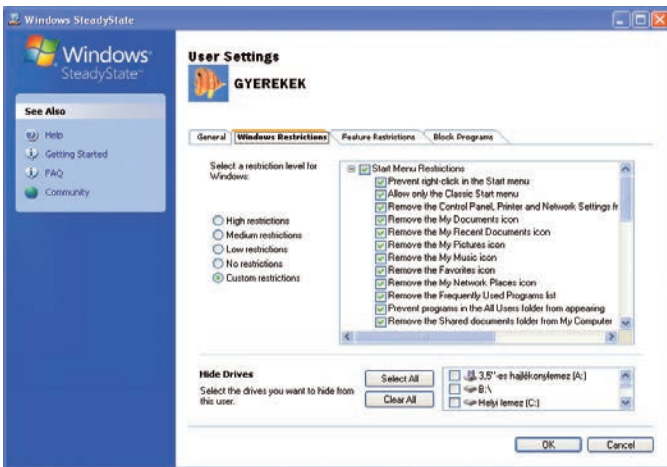 Windows SteadyState
Windows
SteadyState
See Also
Help
Getting Started
FAQ
Community
User Settings
GYEREKEK
General
Windows Restrictions
Feature Restrictions
Block Programs
Select a restriction level for
Windows:
High restrictions
Medium restrictions
Low restrictions
No restrictions
Custom restrictions
Start Menu Restrictions
Prevent right-click in the Start menu
Allow only the Classic Start menu
Remove the Control Panel, Printer and Network Settings fr
Remove the My Documents icon
Remove the My Recent Documents icon
Remove the My Pictures icon
Remove the My Music icon
Remove the Favorites icon
Remove the My Network Places icon
Remove the Frequently Used Programs list
Prevent programs in the All Users folder from appearing
Remove the Shared documents folder from My Computer
Hide Drives
Select the drives you want to hide from
this user.
Select All
Clear All
3,5"-es hajlékonylemez (A:)
B:\
Helyi lemez (C:)
OK
Cancel